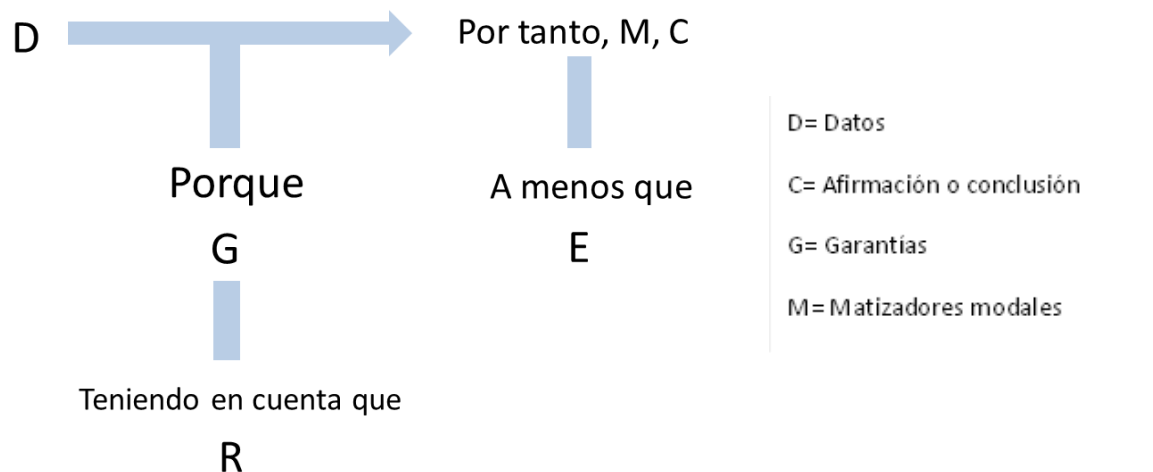 D
Por tanto, M, C
Porque
A menos que
G
E
Teniendo en cuenta que
R
D= Datos
C= Afirmación o conclusión
G= Garantías
M= Matizadores modales